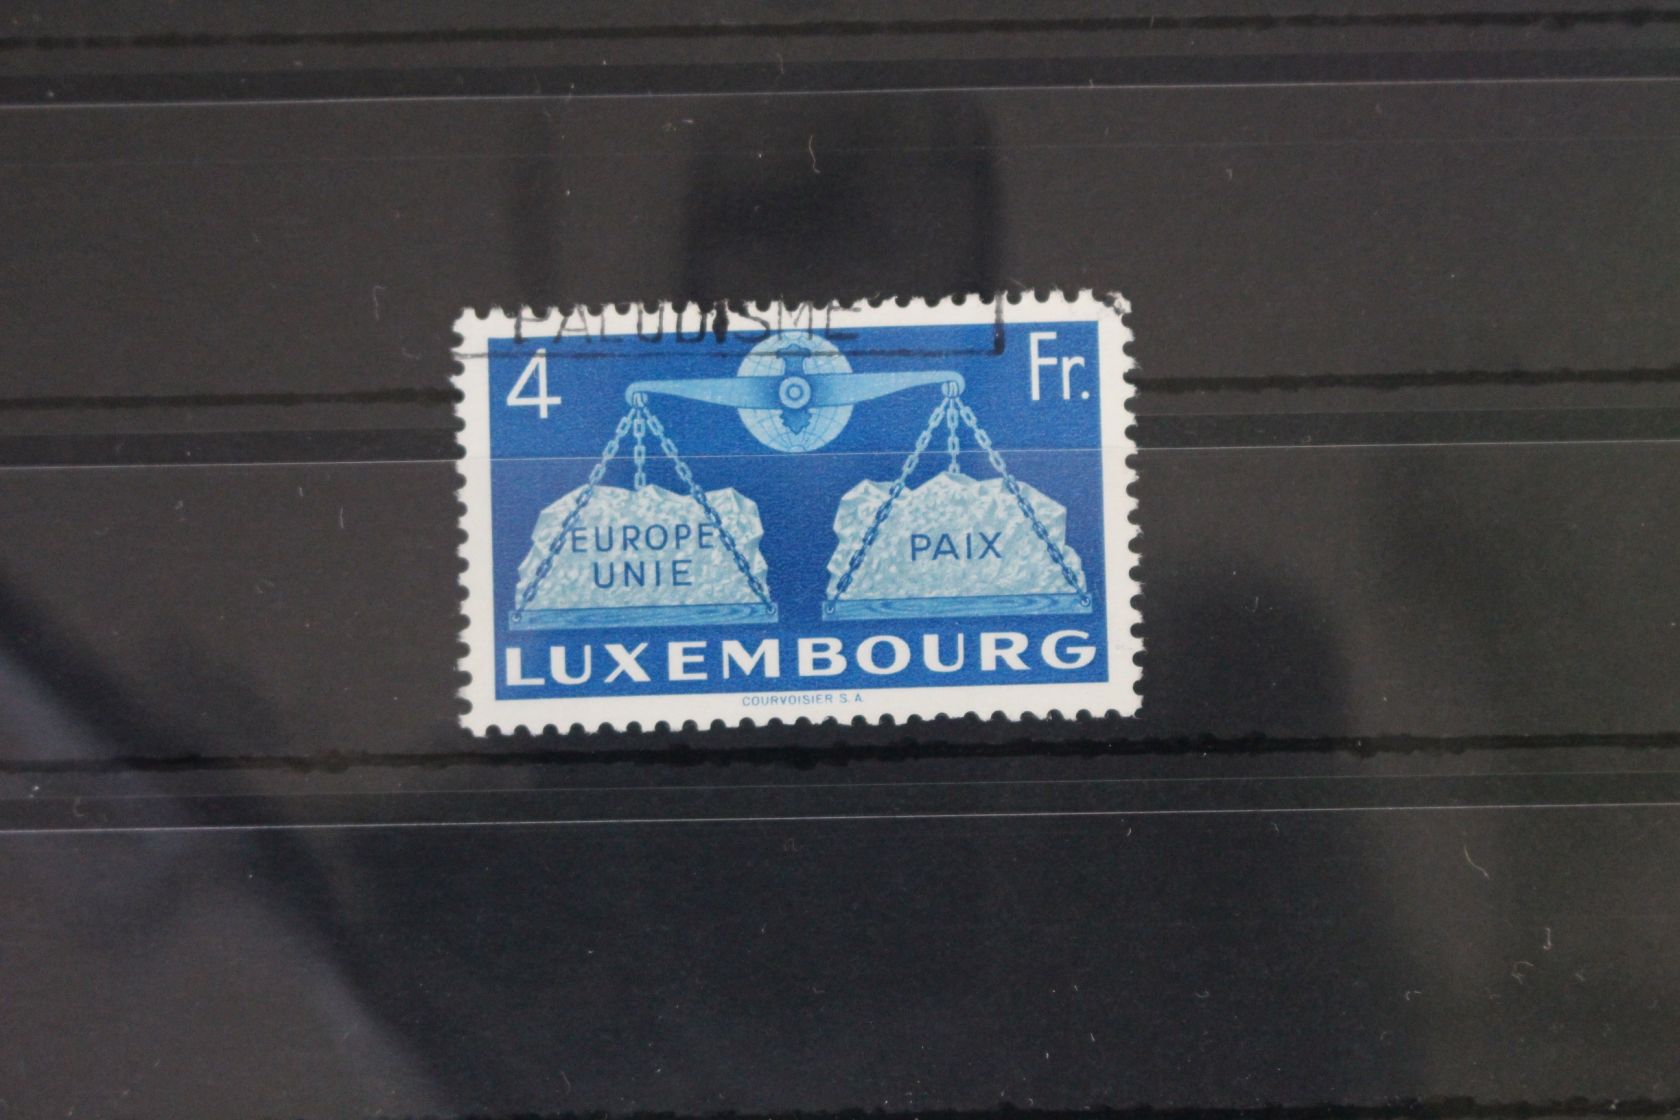 PALUDISME
4 Fr.
EUROPE
UNIE
PAIX
LUXEMBOURG
COURVOISIER S. A.